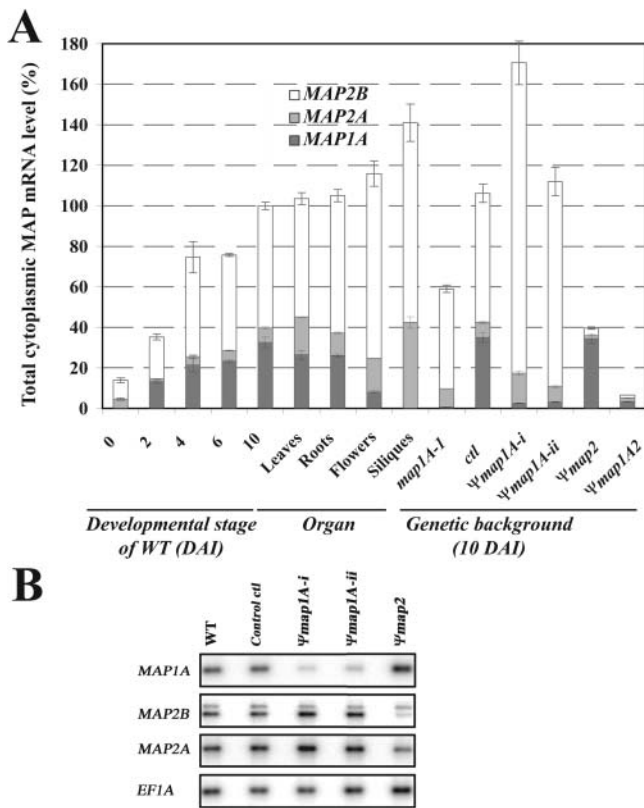 A
Total cytoplasmic MAP mRNA level (%)
180
160
140
120
100
80
60
40
20
0
MAP2B
MAP2A
MAP1A
0
2
4
6
10
Leaves
Roots
Flowers
Siliques
map1A-1
ctl
Ψmap1A-i
Ψmap1A-ii
Ψmap2
Ψmap1A2
Developmental stage
of WT (DAI)
Organ
Genetic background
(10 DAI)
B
WT
Control ctl
Ψmap1A-i
Ψmap1A-ii
Ψmap2
MAP1A
MAP2B
MAP2A
EF1A